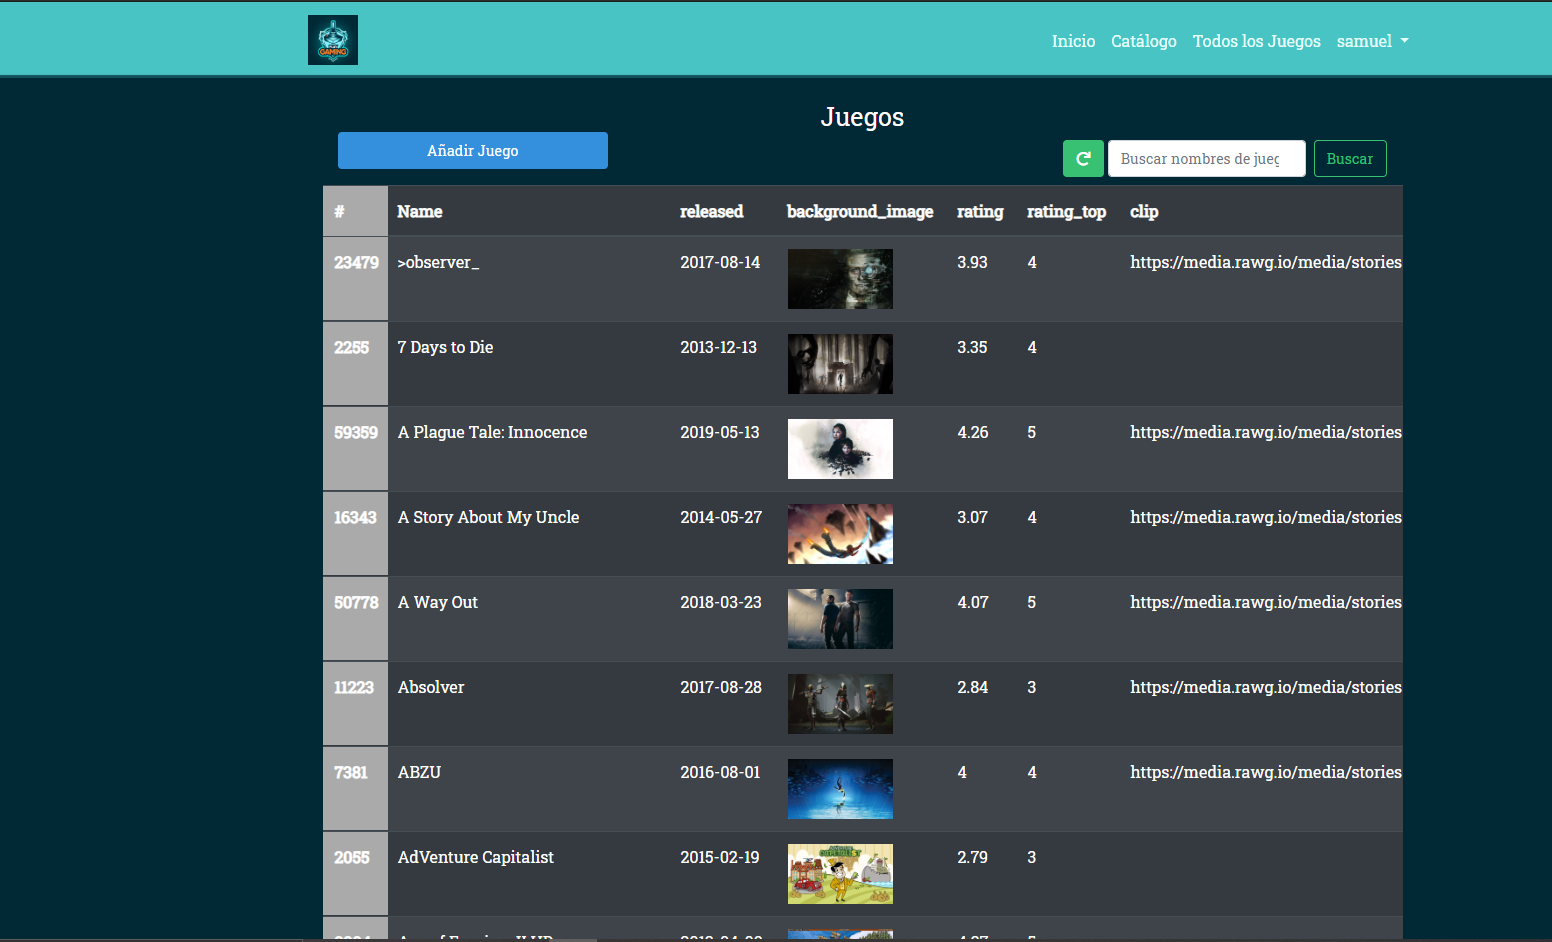 GAMING
Inicio Catálogo Todos los Juegos samuel
Juegos
Añadir Juego
Buscar nombres de jueg
Buscar
# Name released background_image rating rating_top clip
23479 >observer_ 2017-08-14 3.93 4 https://media.rawg.io/media/stories
2255 7 Days to Die 2013-12-13 3.35 4
59359 A Plague Tale: Innocence 2019-05-13 4.26 5 https://media.rawg.io/media/stories
16343 A Story About My Uncle 2014-05-27 3.07 4 https://media.rawg.io/media/stories
50778 A Way Out 2018-03-23 4.07 5 https://media.rawg.io/media/stories
11223 Absolver 2017-08-28 2.84 3 https://media.rawg.io/media/stories
7381 ABZU 2016-08-01 4 4 https://media.rawg.io/media/stories
2055 AdVenture Capitalist 2015-02-19 2.79 3